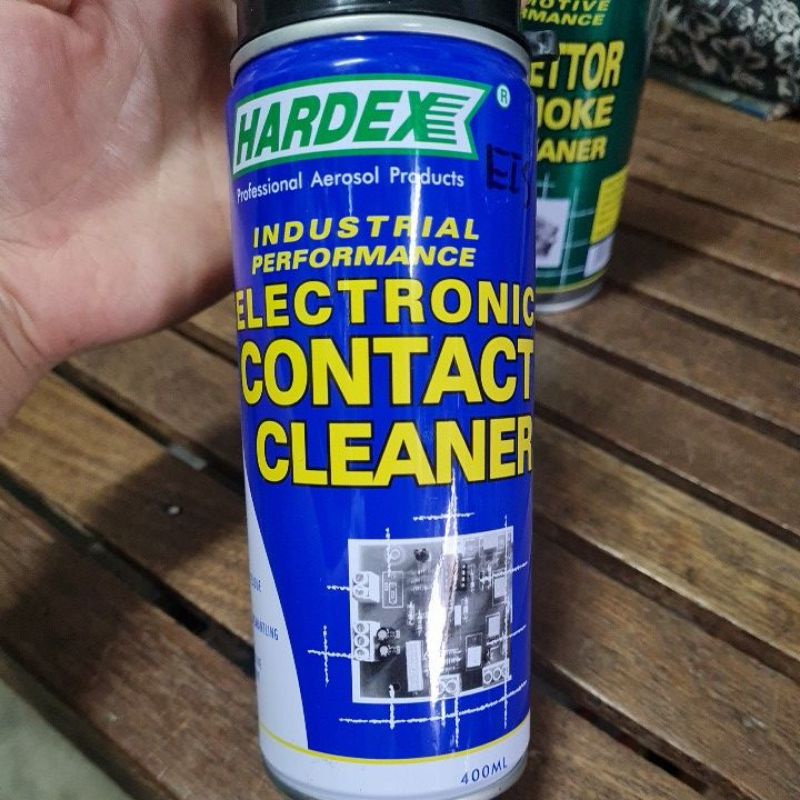 HARDEX®
Professional Aerosol Products
INDUSTRIAL
PERFORMANCE
ELECTRONIC
CONTACT
CLEANER
400ML